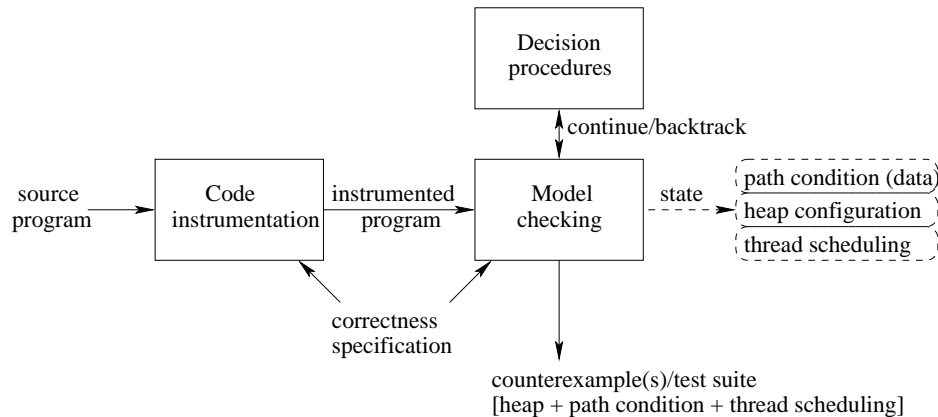 Decision
procedures
continue/backtrack
source
program
Code
instrumentation
instrumented
program
Model
checking
state
path condition (data)
heap configuration
thread scheduling
correctness
specification
counterexample(s)/test suite
[heap + path condition + thread scheduling]